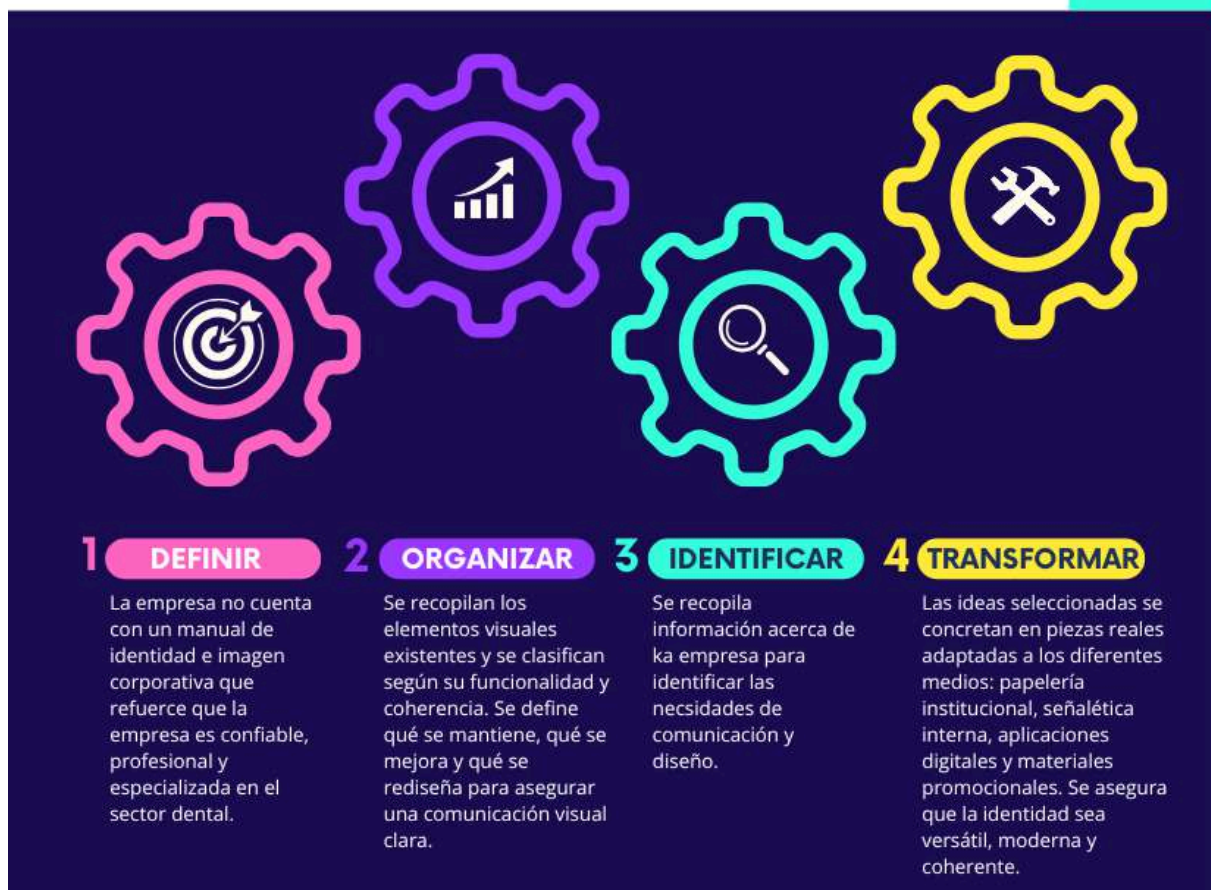 1 DEFINIR
La empresa no cuenta
con un manual de
identidad e imagen
corporativa que
refuerce que la
empresa es confiable,
profesional y
especializada en el
sector dental.
2 ORGANIZAR
Se recopilan los
elementos visuales
existentes y se clasifican
según su funcionalidad y
coherencia. Se define
qué se mantiene, qué se
mejora y qué se
rediseña para asegurar
una comunicación visual
clara.
3 IDENTIFICAR
Se recopila
información acerca de
ka empresa para
identificar las
necsidades de
comunicación y
diseño.
4 TRANSFORMAR
Las ideas seleccionadas se
concretan en piezas reales
adaptadas a los diferentes
medios: papelería
institucional, señalética
interna, aplicaciones
digitales y materiales
promocionales. Se asegura
que la identidad sea
versátil, moderna y
coherente.